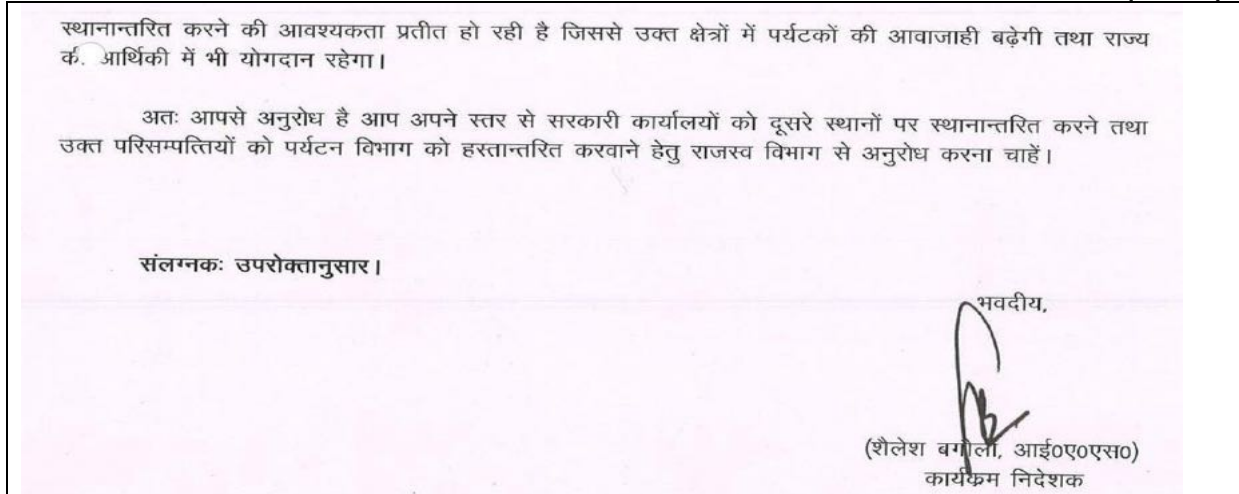 स्थानान्तरित करने की आवश्यकता प्रतीत हो रही है जिससे उक्त क्षेत्रों में पर्यटकों की आवाजाही बढ़ेगी तथा राज्य
की आर्थिकी में भी योगदान रहेगा।
अतः आपसे अनुरोध है आप अपने स्तर से सरकारी कार्यालयों को दूसरे स्थानों पर स्थानान्तरित करने तथा
उक्त परिसम्पत्तियों को पर्यटन विभाग को हस्तान्तरित करवाने हेतु राजस्व विभाग से अनुरोध करना चाहें।
संलग्नकः उपरोक्तानुसार।
भवदीय,
(शैलेश बगोली, आई०ए०एस०)
कार्यक्रम निदेशक